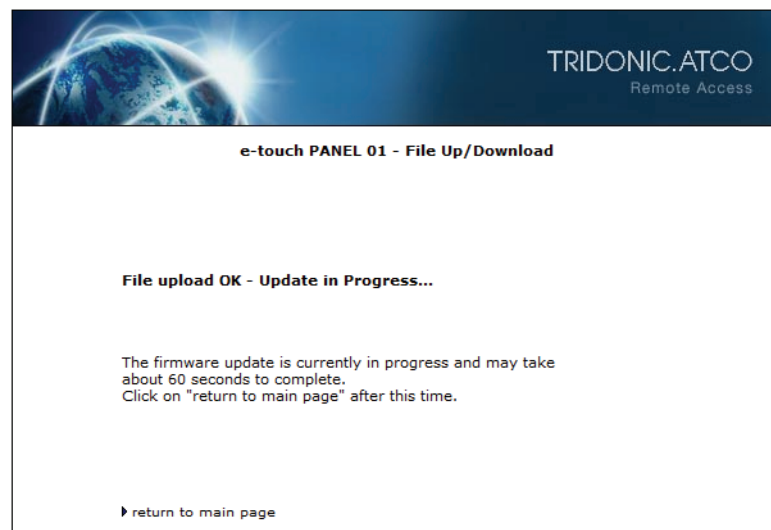 TRIDONIC.ATCO
Remote Access
e-touch PANEL 01 - File Up/Download
File upload OK - Update in Progress...
The firmware update is currently in progress and may take
about 60 seconds to complete.
Click on "return to main page" after this time.
return to main page